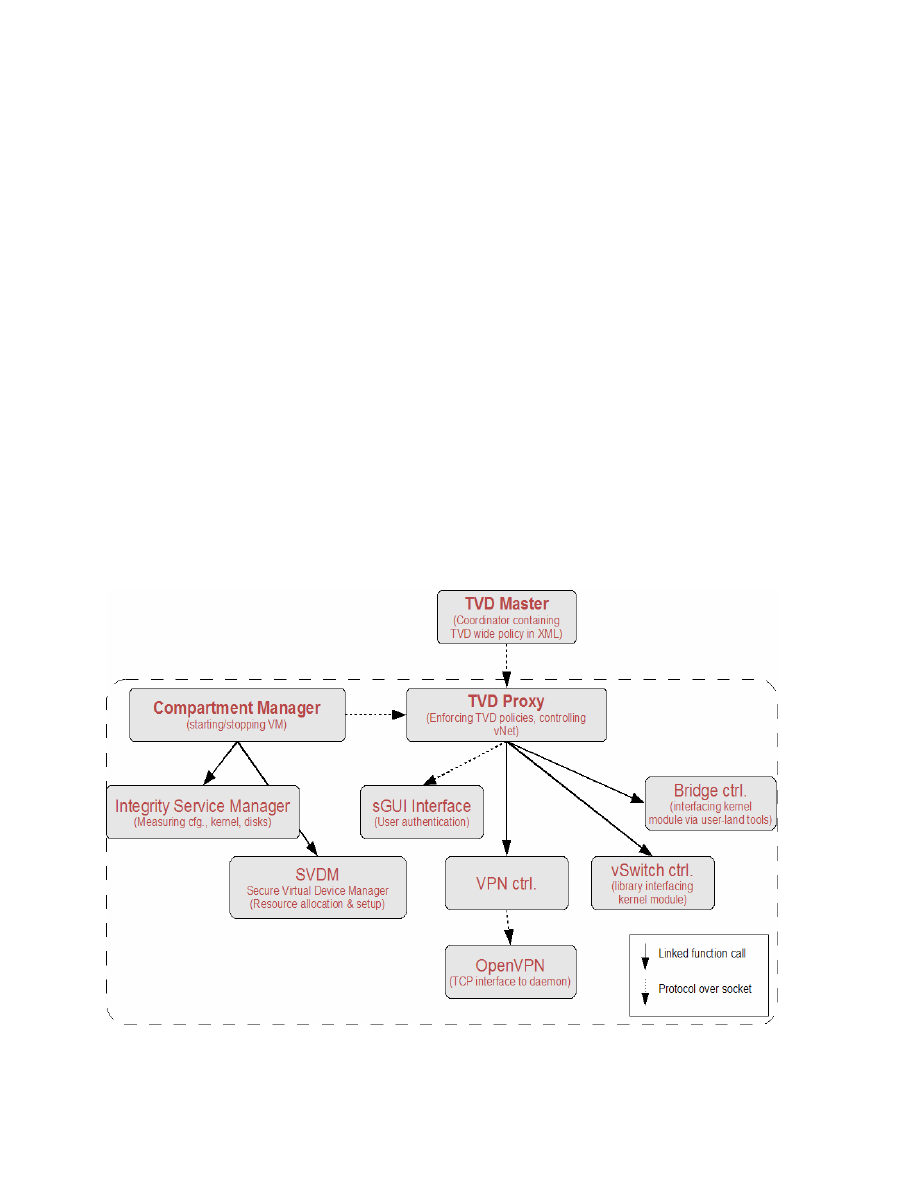 TVD Master
(Coordinator containing
TVD wide policy in XML)
Compartment Manager
(starting/stopping VM)
TVD Proxy
(Enforcing TVD policies, controlling
vNet)
Integrity Service Manager
(Measuring cfg., kernel, disks)
sGUI Interface
(User authentication)
Bridge ctrl.
(interfacing kernel
module via user-land tools)
SVDM
Secure Virtual Device Manager
(Resource allocation & setup)
VPN ctrl.
vSwitch ctrl.
(library interfacing
kernel module)
OpenVPN
(TCP interface to daemon)
Linked function call
Protocol over socket